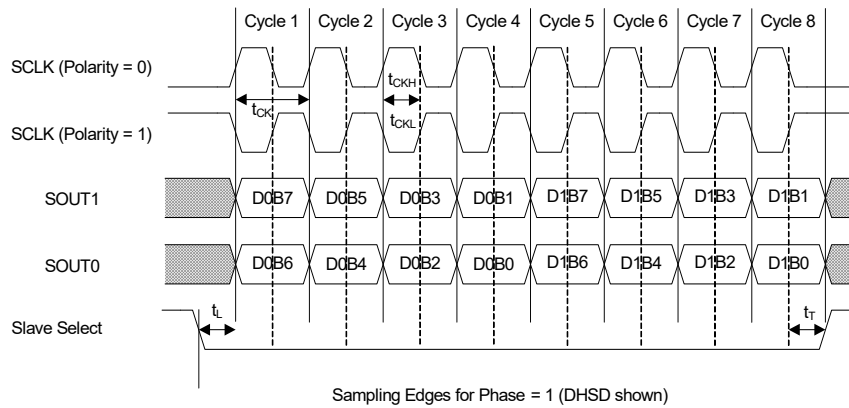 Cycle 1 Cycle 2 Cycle 3 Cycle 4 Cycle 5 Cycle 6 Cycle 7 Cycle 8
SCLK (Polarity = 0)
tCKH
tCK
tCKL
SCLK (Polarity = 1)
SOUT1 D0B7 D0B5 D0B3 D0B1 D1B7 D1B5 D1B3 D1B1
SOUT0 D0B6 D0B4 D0B2 D0B0 D1B6 D1B4 D1B2 D1B0
tL
Slave Select
tT
Sampling Edges for Phase = 1 (DHSD shown)